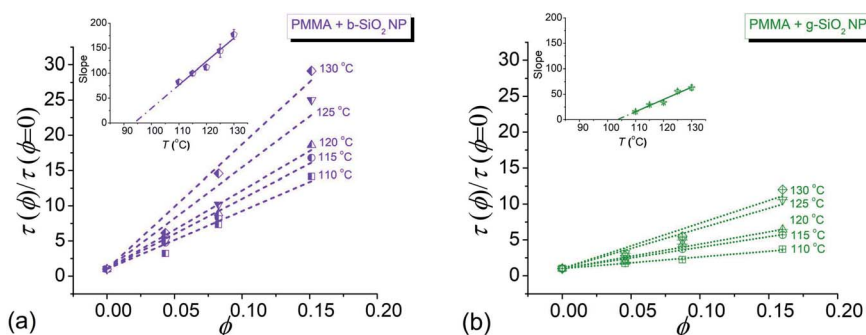 PMMA + b-SiO₂ NP
Slope
200
150
100
50
0
90 100 110 120 130
T (°C)
τ(ϕ)/τ(ϕ=0)
30
25
20
15
10
5
0
130 °C
125 °C
120 °C
115 °C
110 °C
0.00 0.05 0.10 0.15 0.20
ϕ
(a)
PMMA + g-SiO₂ NP
Slope
200
150
100
50
0
90 100 110 120 130
T (°C)
τ(ϕ)/τ(ϕ=0)
30
25
20
15
10
5
0
130 °C
125 °C
120 °C
115 °C
110 °C
0.00 0.05 0.10 0.15 0.20
ϕ
(b)